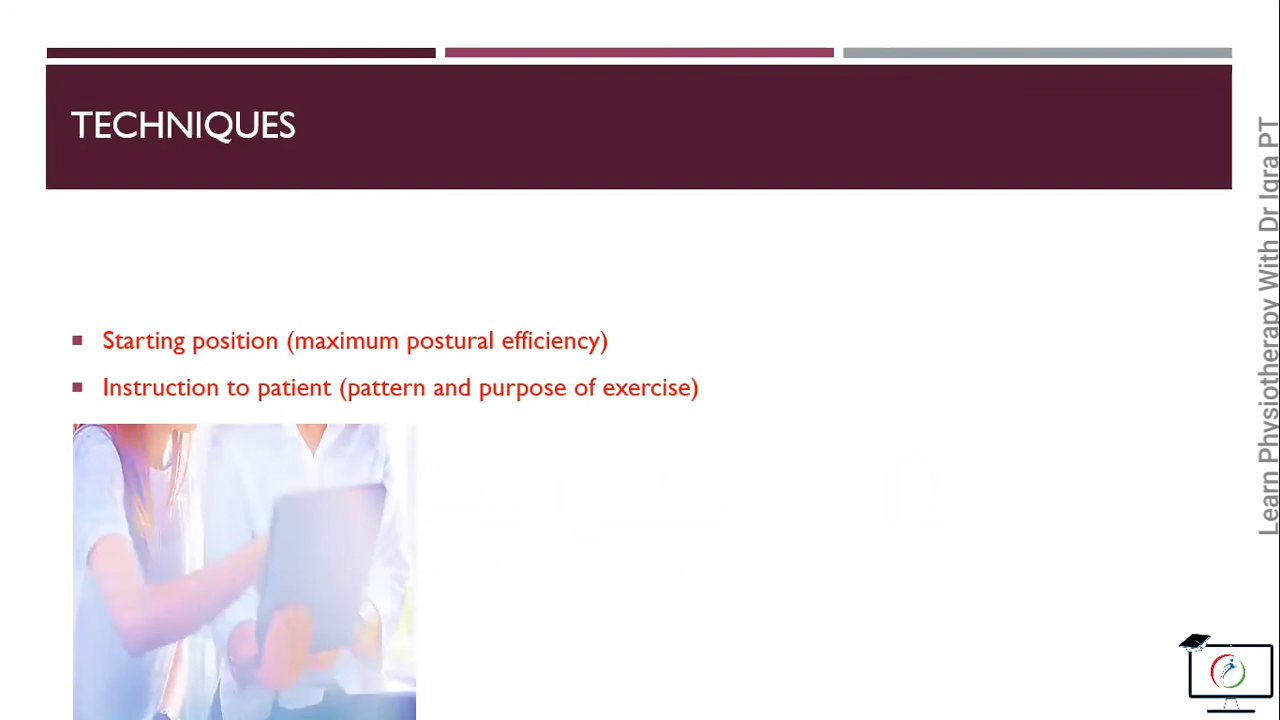 TECHNIQUES
Starting position (maximum postural efficiency)
Instruction to patient (pattern and purpose of exercise)
Learn Physiotherapy With Dr Iqra PT